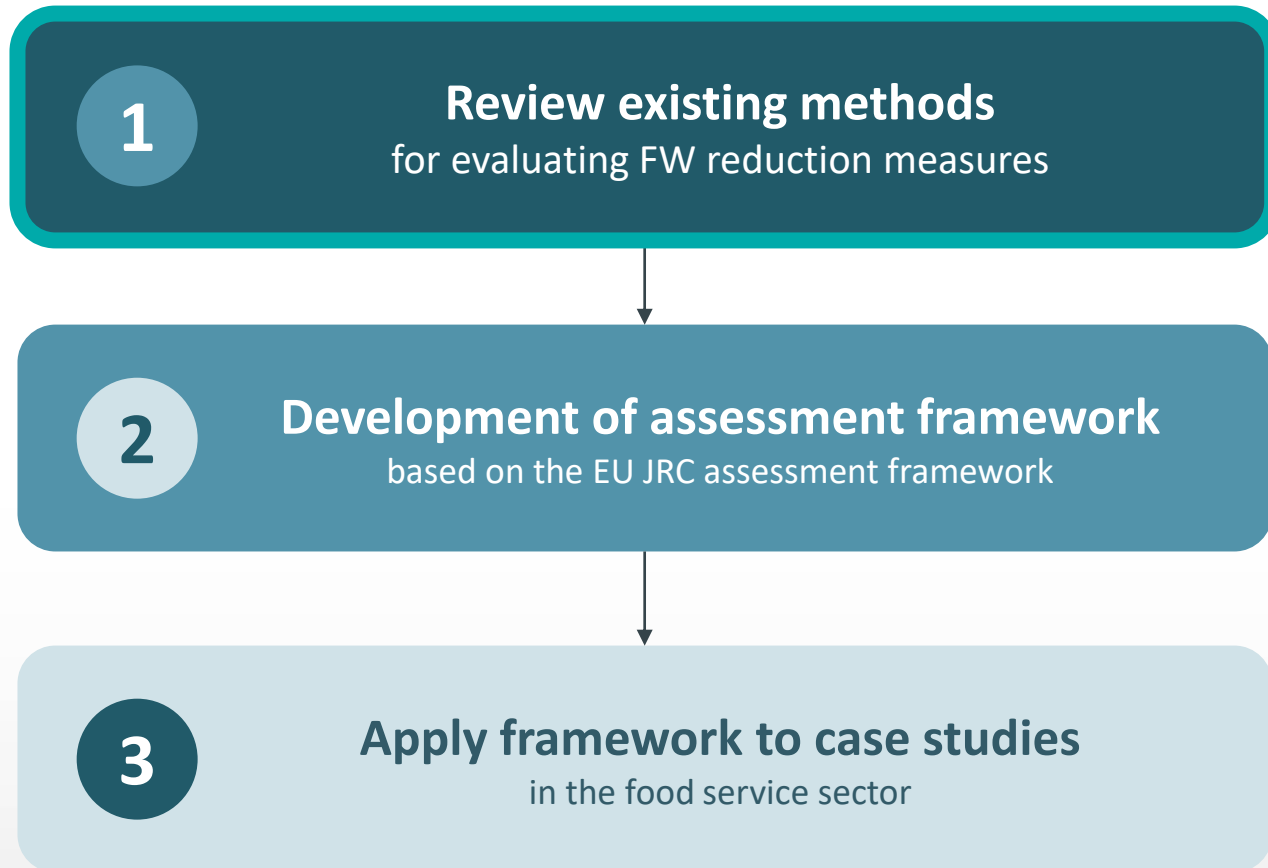 1
Review existing methods
for evaluating FW reduction measures
2
Development of assessment framework
based on the EU JRC assessment framework
3
Apply framework to case studies
in the food service sector